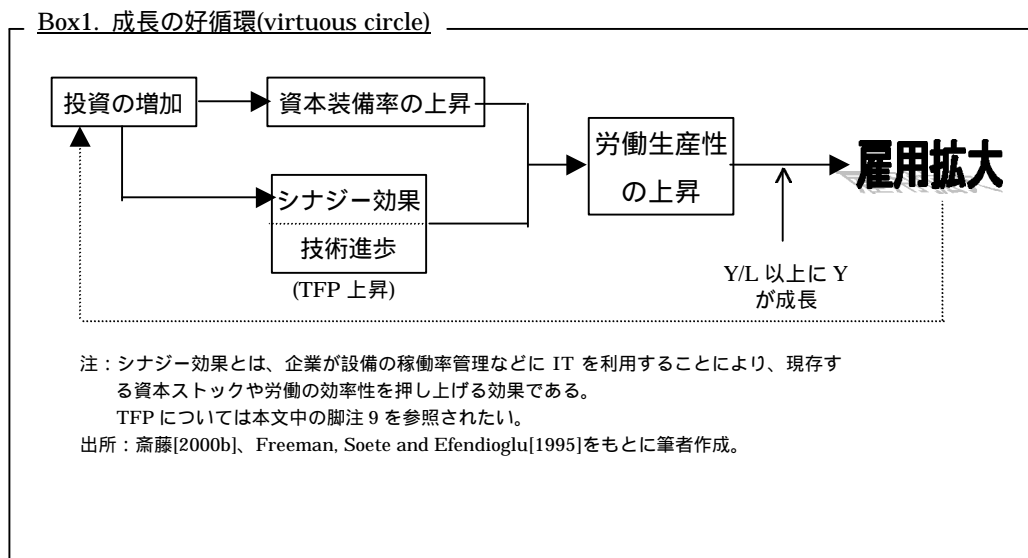 Box1. 成長の好循環(virtuous circle)
投資の増加
資本装備率の上昇
シナジー効果
技術進歩
(TFP 上昇)
労働生産性
の上昇
雇用拡大
Y/L 以上に Y
が成長
注：シナジー効果とは、企業が設備の稼働率管理などに IT を利用することにより、現存す
る資本ストックや労働の効率性を押し上げる効果である。
TFP については本文中の脚注 9 を参照されたい。
出所：斎藤[2000b]、Freeman, Soete and Efendioglu[1995]をもとに筆者作成。